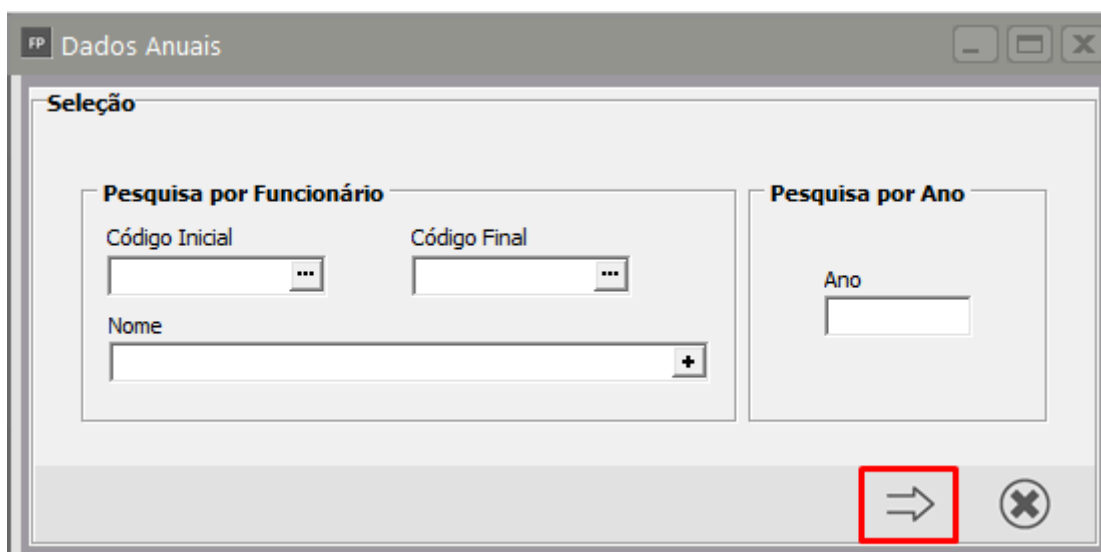 FP Dados Anuais
Seleção
Pesquisa por Funcionário
Pesquisa por Ano
Código Inicial
Código Final
Ano
Nome